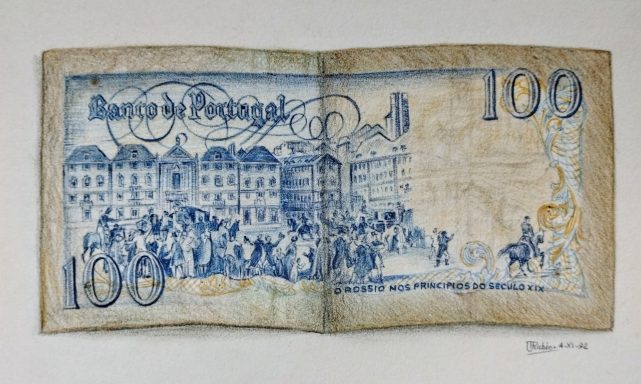 Banco de Portugal
100
100
O ROSSIO NOS PRINCIPIOS DO SECULO XIX
4-XI-92